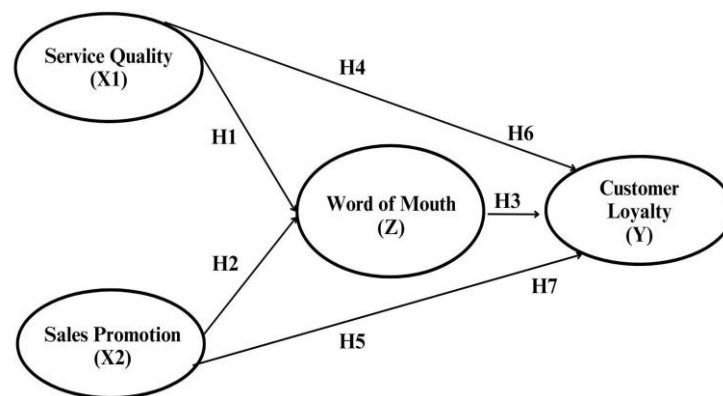 Service Quality
(X1)
H4
H1
H6
Word of Mouth
(Z)
H3
Customer
Loyalty
(Y)
H2
H7
Sales Promotion
(X2)
H5